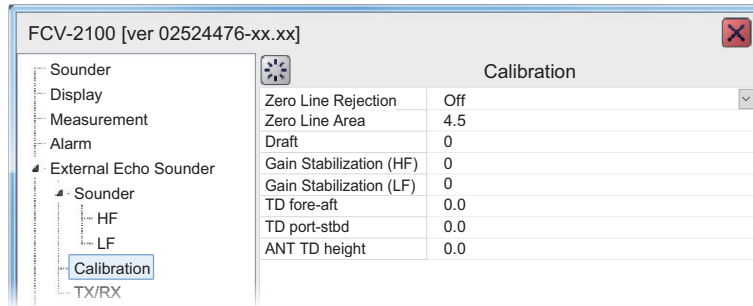 FCV-2100 [ver 02524476-xx.xx]
Sounder
Display
Measurement
Alarm
External Echo Sounder
Sounder
HF
LF
Calibration
TX/RX
Calibration
Zero Line Rejection Off
Zero Line Area 4.5
Draft 0
Gain Stabilization (HF) 0
Gain Stabilization (LF) 0
TD fore-aft 0.0
TD port-stbd 0.0
ANT TD height 0.0